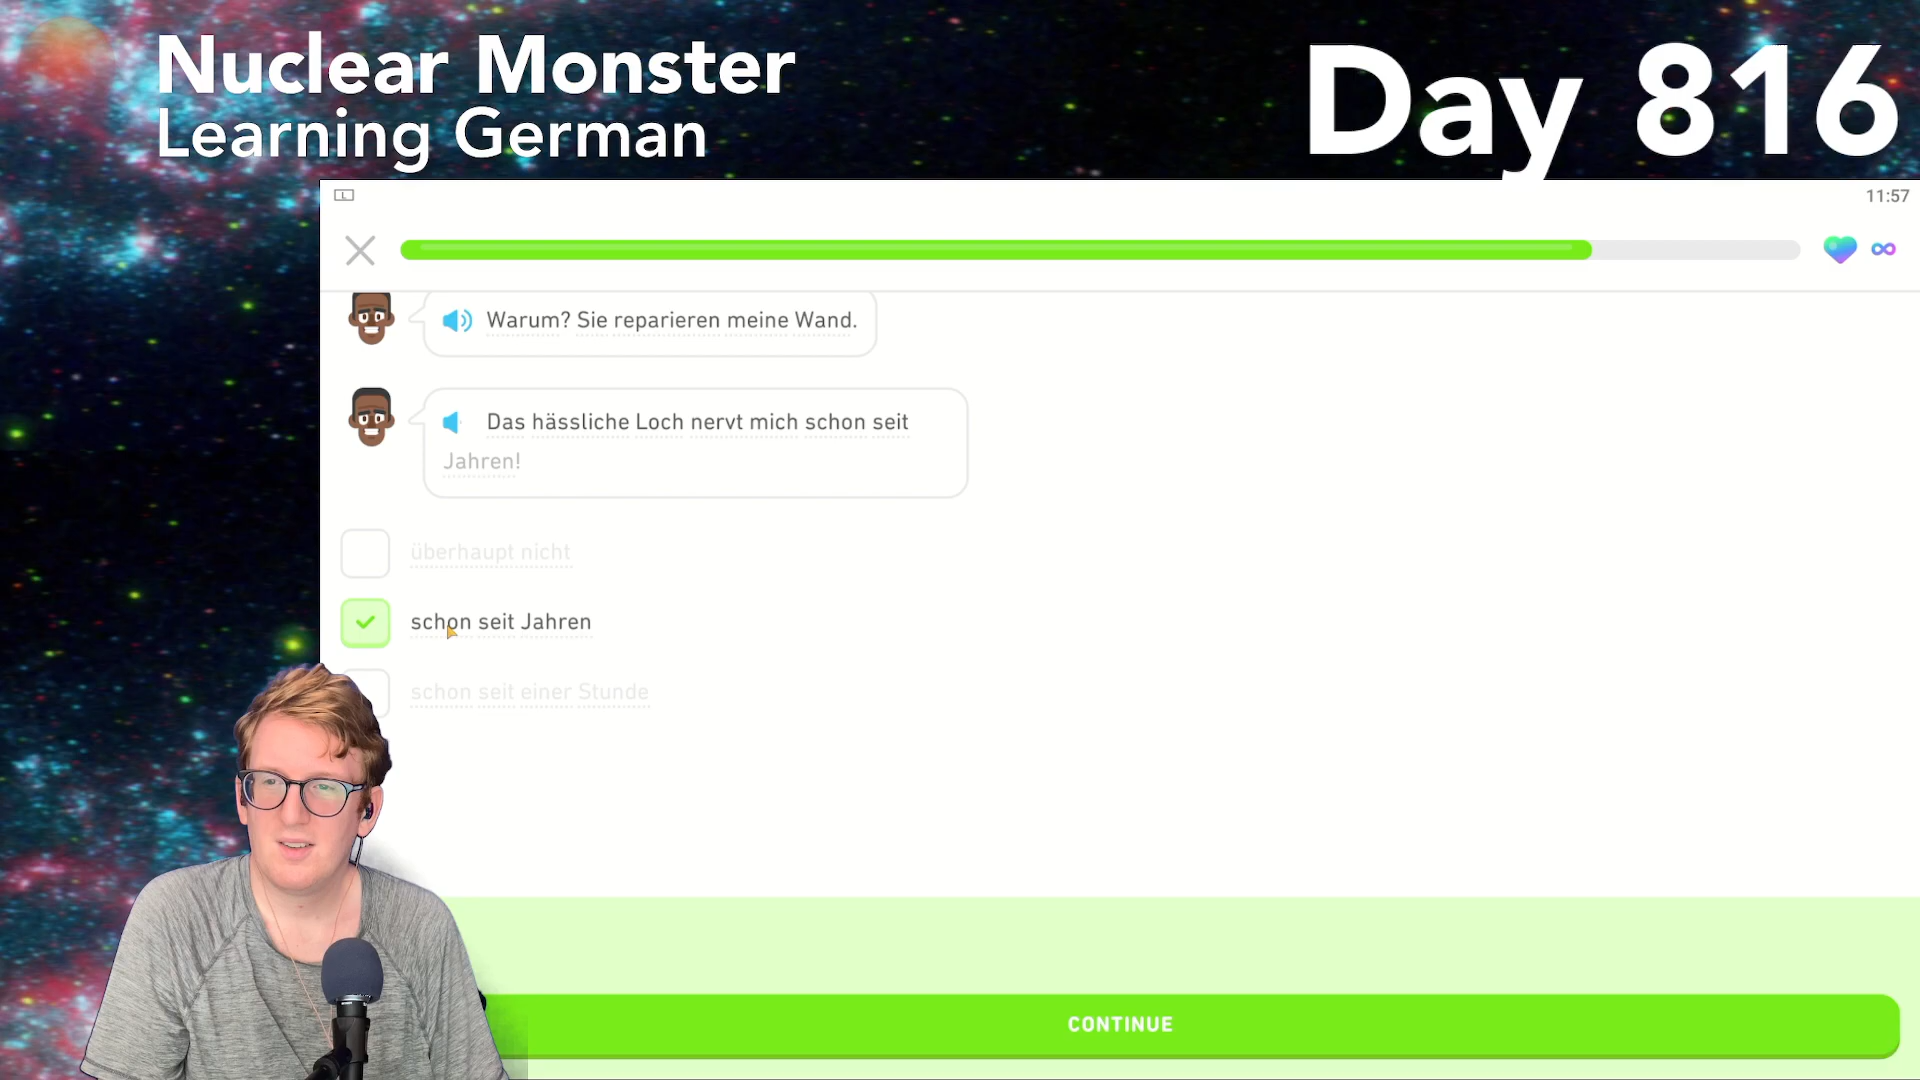 Nuclear Monster
Learning German
Day 816
L
11:57
Warum? Sie reparieren meine Wand.
Das hässliche Loch nervt mich schon seit
Jahren!
überhaupt nicht
schon seit Jahren
schon seit einer Stunde
CONTINUE